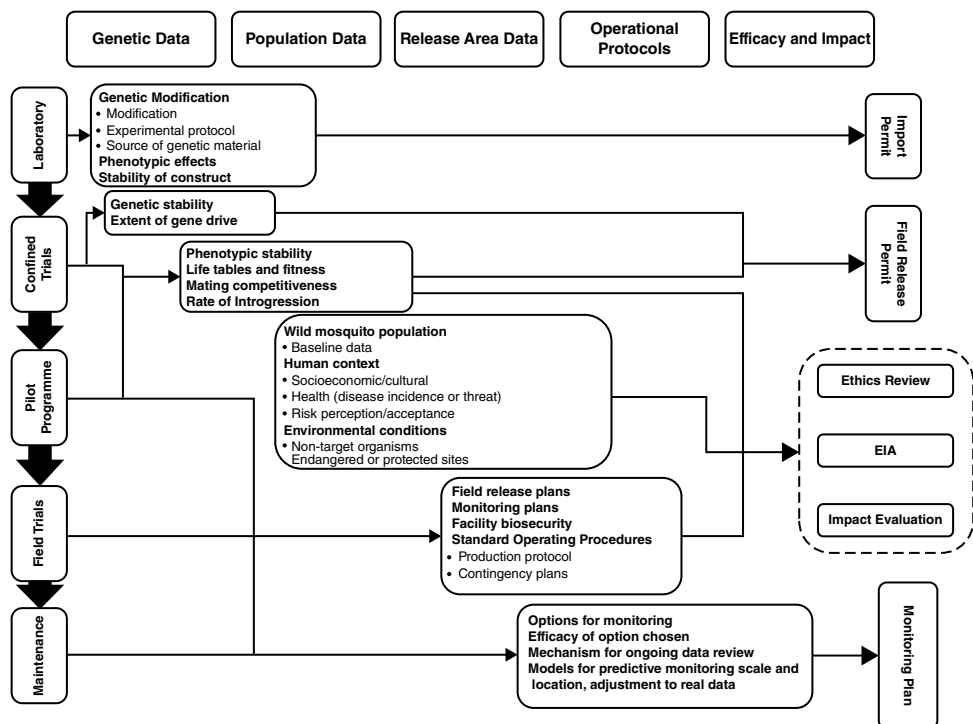 Genetic Data
Population Data
Release Area Data
Operational
Protocols
Efficacy and Impact
Laboratory
Genetic Modification
• Modification
• Experimental protocol
• Source of genetic material
Phenotypic effects
Stability of construct
Import
Permit
Confined
Trials
Genetic stability
Extent of gene drive
Phenotypic stability
Life tables and fitness
Mating competitiveness
Rate of Introgression
Field Release
Permit
Pilot
Programme
Wild mosquito population
• Baseline data
Human context
• Socioeconomic/cultural
• Health (disease incidence or threat)
• Risk perception/acceptance
Environmental conditions
• Non-target organisms
Endangered or protected sites
Ethics Review
EIA
Impact Evaluation
Field Trials
Field release plans
Monitoring plans
Facility biosecurity
Standard Operating Procedures
• Production protocol
• Contingency plans
Maintenance
Options for monitoring
Efficacy of option chosen
Mechanism for ongoing data review
Models for predictive monitoring scale and
location, adjustment to real data
Monitoring Plan